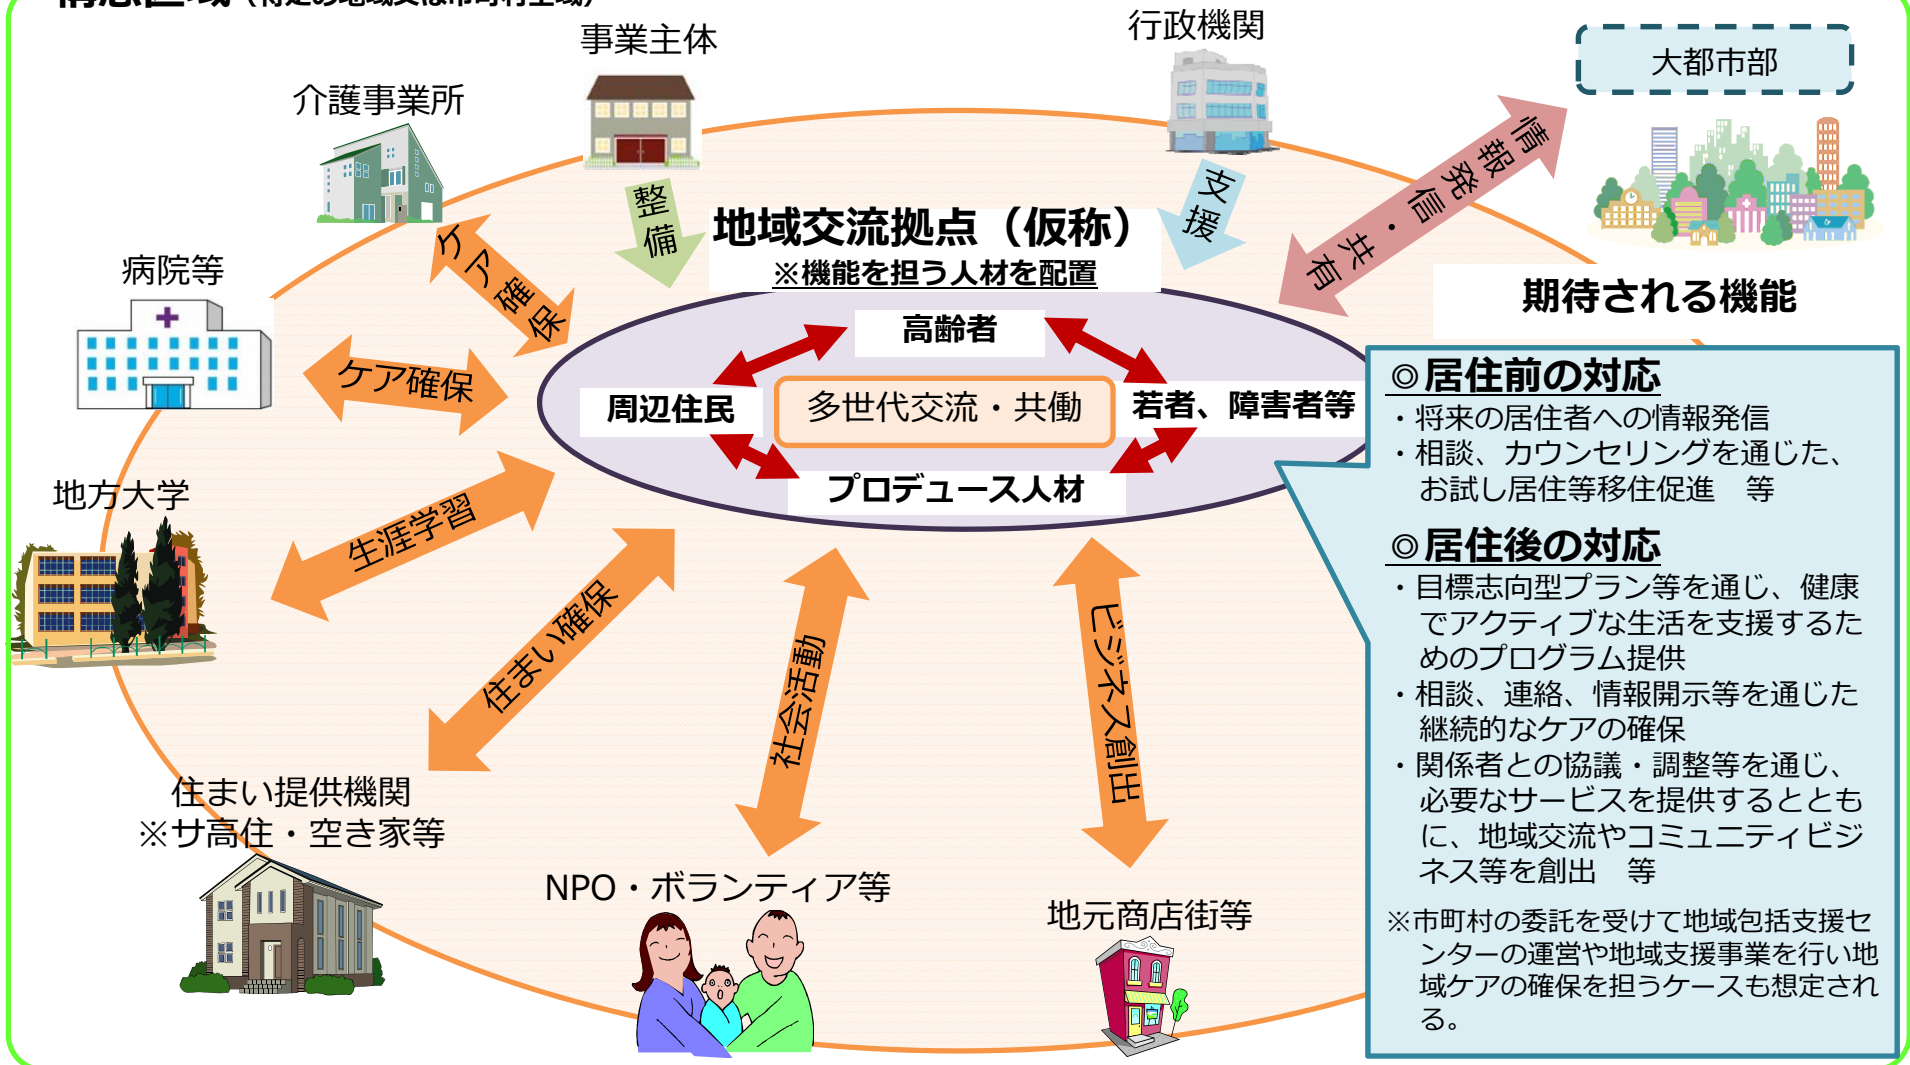 構想区域（特定の地域又は市町村全域）
事業主体
行政機関
大都市部
介護事業所
整備
支援
情報発信・共有
地域交流拠点（仮称）
※機能を担う人材を配置
ケア確保
病院等
ケア確保
期待される機能
高齢者
周辺住民
多世代交流・共働
若者、障害者等
プロデュース人材
地方大学
生涯学習
住まい確保
社会活動
ビジネス創出
住まい提供機関
※サ高住・空き家等
NPO・ボランティア等
地元商店街等
◎居住前の対応
・将来の居住者への情報発信
・相談、カウンセリングを通じた、
お試し居住等移住促進　等
◎居住後の対応
・目標志向型プラン等を通じ、健康
でアクティブな生活を支援するた
めのプログラム提供
・相談、連絡、情報開示等を通じた
継続的なケアの確保
・関係者との協議・調整等を通じ、
必要なサービスを提供するととも
に、地域交流やコミュニティビジ
ネス等を創出　等
※市町村の委託を受けて地域包括支援セ
ンターの運営や地域支援事業を行い地
域ケアの確保を担うケースも想定され
る。